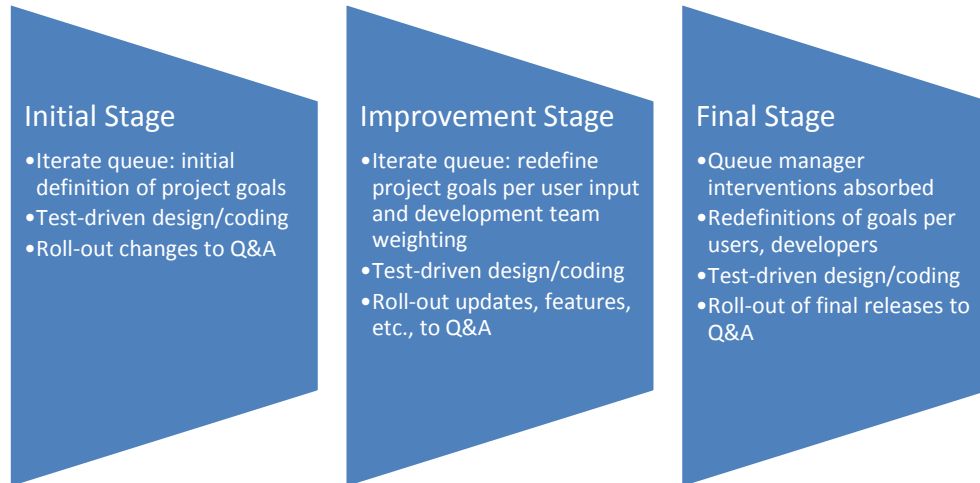 Initial Stage
•Iterate queue: initial
definition of project goals
•Test-driven design/coding
•Roll-out changes to Q&A
Improvement Stage
•Iterate queue: redefine
project goals per user input
and development team
weighting
•Test-driven design/coding
•Roll-out updates, features,
etc., to Q&A
Final Stage
•Queue manager
interventions absorbed
•Redefinitions of goals per
users, developers
•Test-driven design/coding
•Roll-out of final releases to
Q&A